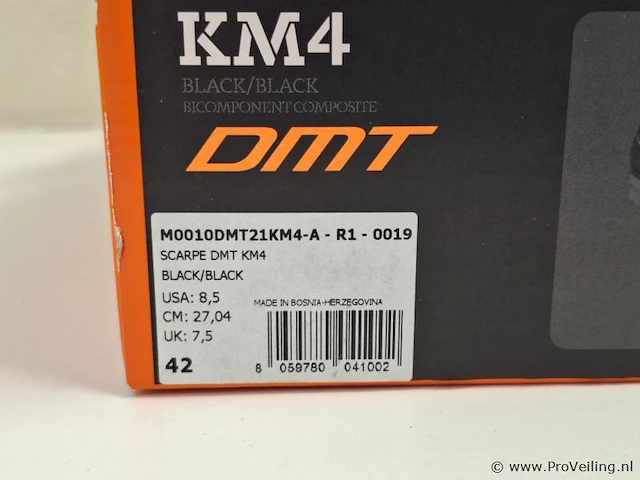 KM4
BLACK/BLACK
BICOMPONENT COMPOSITE
DMT
M0010DMT21KM4-A - R1 - 0019
SCARPE DMT KM4
BLACK/BLACK
USA: 8,5
MADE IN BOSNIA-HERZEGOVINA
CM: 27,04
UK: 7,5
42
8 059780 041002
© www.ProVeiling.nl